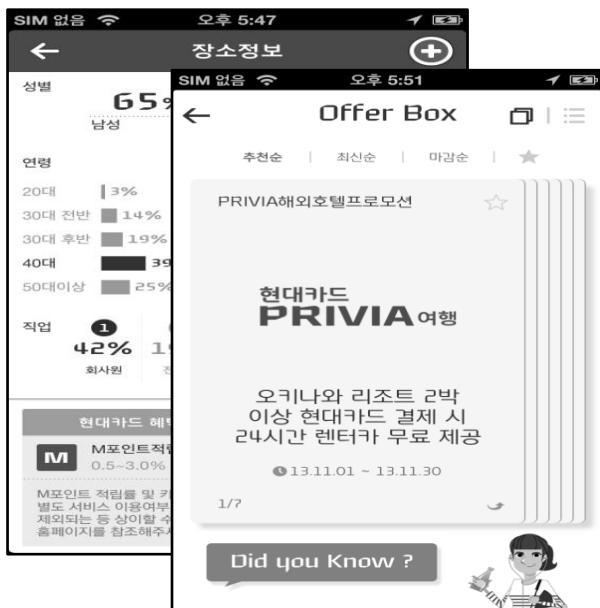 SIM 없음 오후 5:47
장소정보
성별
65%
남성
연령
20대 3%
30대 전반 14%
30대 후반 19%
40대 39
50대이상 25%
직업 1
42% 1
회사원
현대카드
M M포인트적립
0.5~3.0%
M포인트 적립률 및
별도 서비스 이용여부
제외되는 등 상이할 수
홈페이지를 참조해주
SIM 없음 오후 5:51
Offer Box
추천순 | 최신순 | 마감순 |
PRIVIA해외호텔프로모션
현대카드
PRIVIA 여행
오키나와 리조트 2박
이상 현대카드 결제 시
24시간 렌터카 무료 제공
13.11.01 ~ 13.11.30
1/7
Did you Know ?